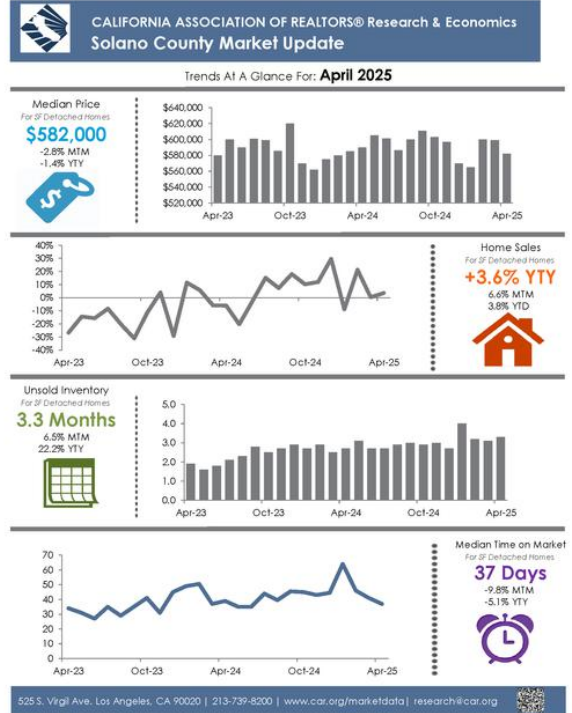 CALIFORNIA ASSOCIATION OF REALTORS® Research & Economics
Solano County Market Update
Trends At A Glance For: April 2025
Median Price
For SF Detached Homes
$582,000
-2.8% MTM
-1.4% YTY
$640,000
$620,000
$600,000
$580,000
$560,000
$540,000
$520,000
Apr-23 Oct-23 Apr-24 Oct-24 Apr-25
40%
30%
20%
10%
0%
-10%
-20%
-30%
-40%
Apr-23 Oct-23 Apr-24 Oct-24 Apr-25
Home Sales
For SF Detached Homes
+3.6% YTY
6.6% MTM
3.8% YTD
Unsold Inventory
For SF Detached Homes
3.3 Months
6.5% MTM
22.2% YTY
5.0
4.0
3.0
2.0
1.0
0.0
Apr-23 Oct-23 Apr-24 Oct-24 Apr-25
70
60
50
40
30
20
10
0
Apr-23 Oct-23 Apr-24 Oct-24 Apr-25
Median Time on Market
For SF Detached Homes
37 Days
-9.8% MTM
-5.1% YTY
525 S. Virgil Ave. Los Angeles, CA 90020 | 213-739-8200 | www.car.org/marketdata| research@car.org